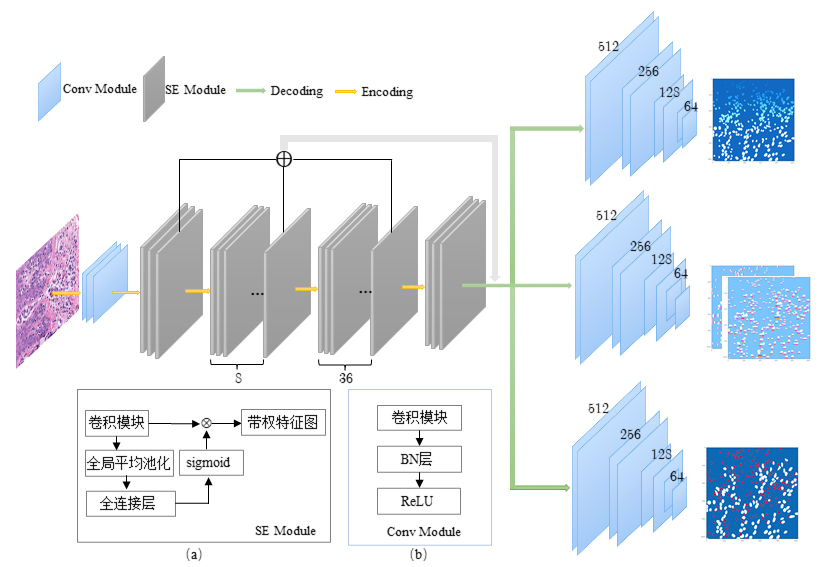 Conv Module
SE Module
Decoding
Encoding
512
256
128
64
512
256
128
64
8
36
512
256
128
64
卷积模块
带权特征图
全局平均池化
sigmoid
全连接层
SE Module
(a)
卷积模块
BN层
ReLU
Conv Module
(b)